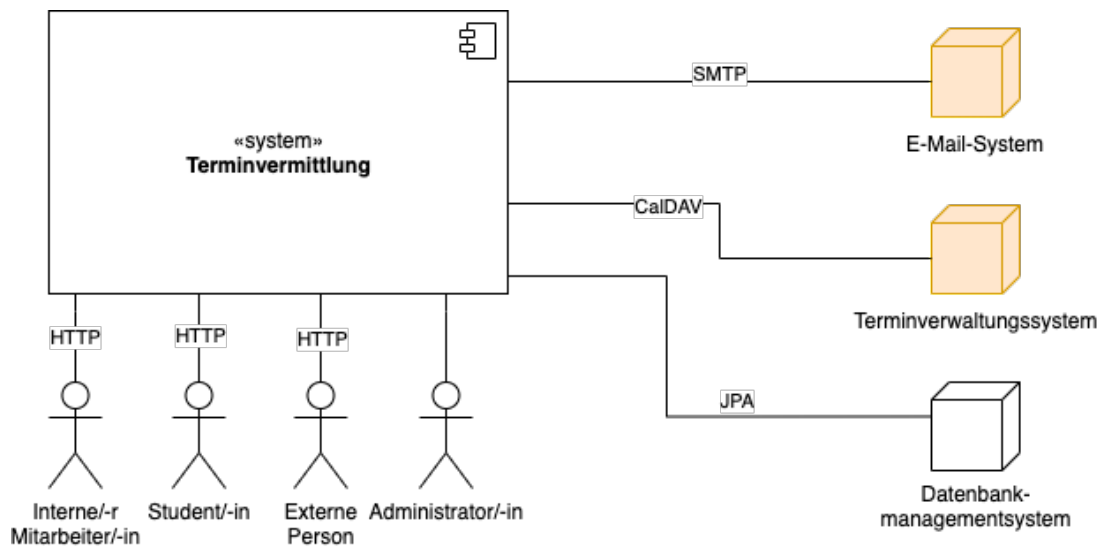 «system»
Terminvermittlung
SMTP
E-Mail-System
CalDAV
Terminverwaltungssystem
JPA
Datenbank-
managementsystem
HTTP
HTTP
HTTP
Interne/-r
Mitarbeiter/-in
Student/-in
Externe
Person
Administrator/-in